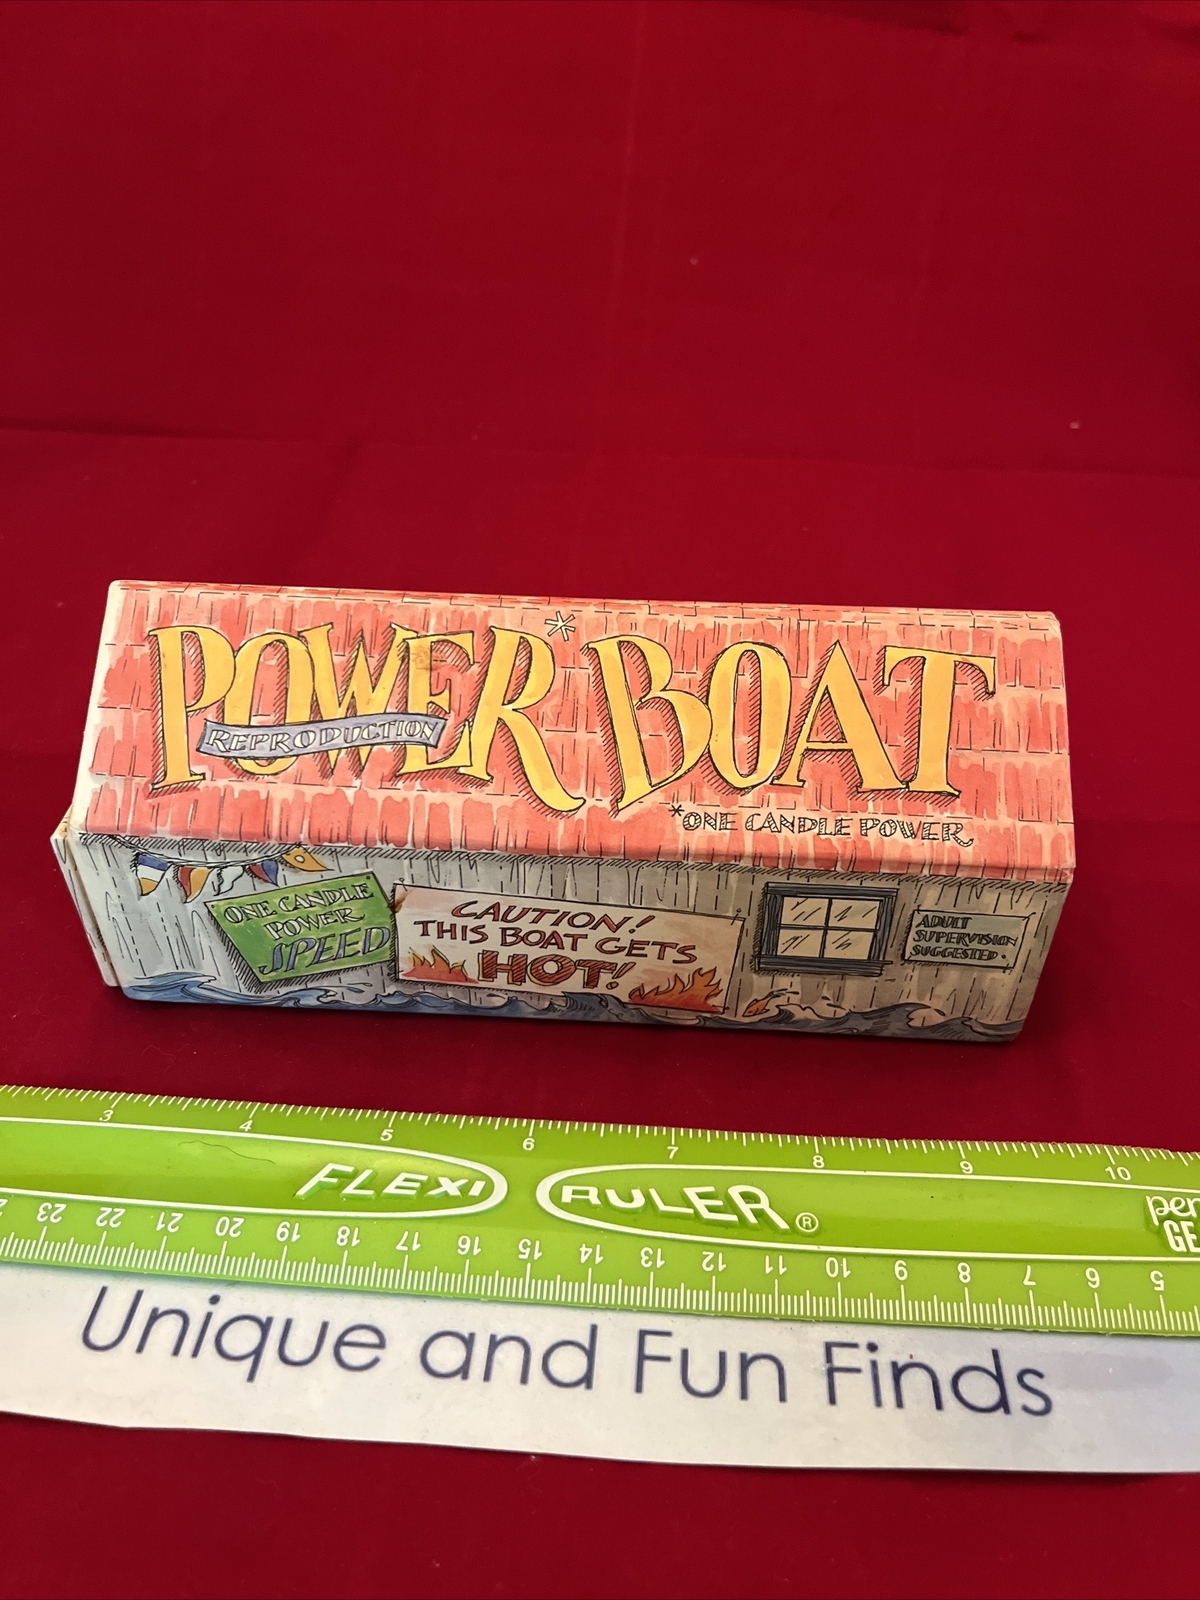 POWER* BOAT
REPRODUCTION
*ONE CANDLE POWER
ONE CANDLE
POWER
SPEED
CAUTION!
THIS BOAT GETS
HOT!
ADULT
SUPERVISION
SUGGESTED.
3 4 5 6 7 8 9 10
FLEXI RULER®
per
GE
23 22 21 20 19 18 17 16 15 14 13 12 11 10 9 8 7 6 5
Unique and Fun Finds